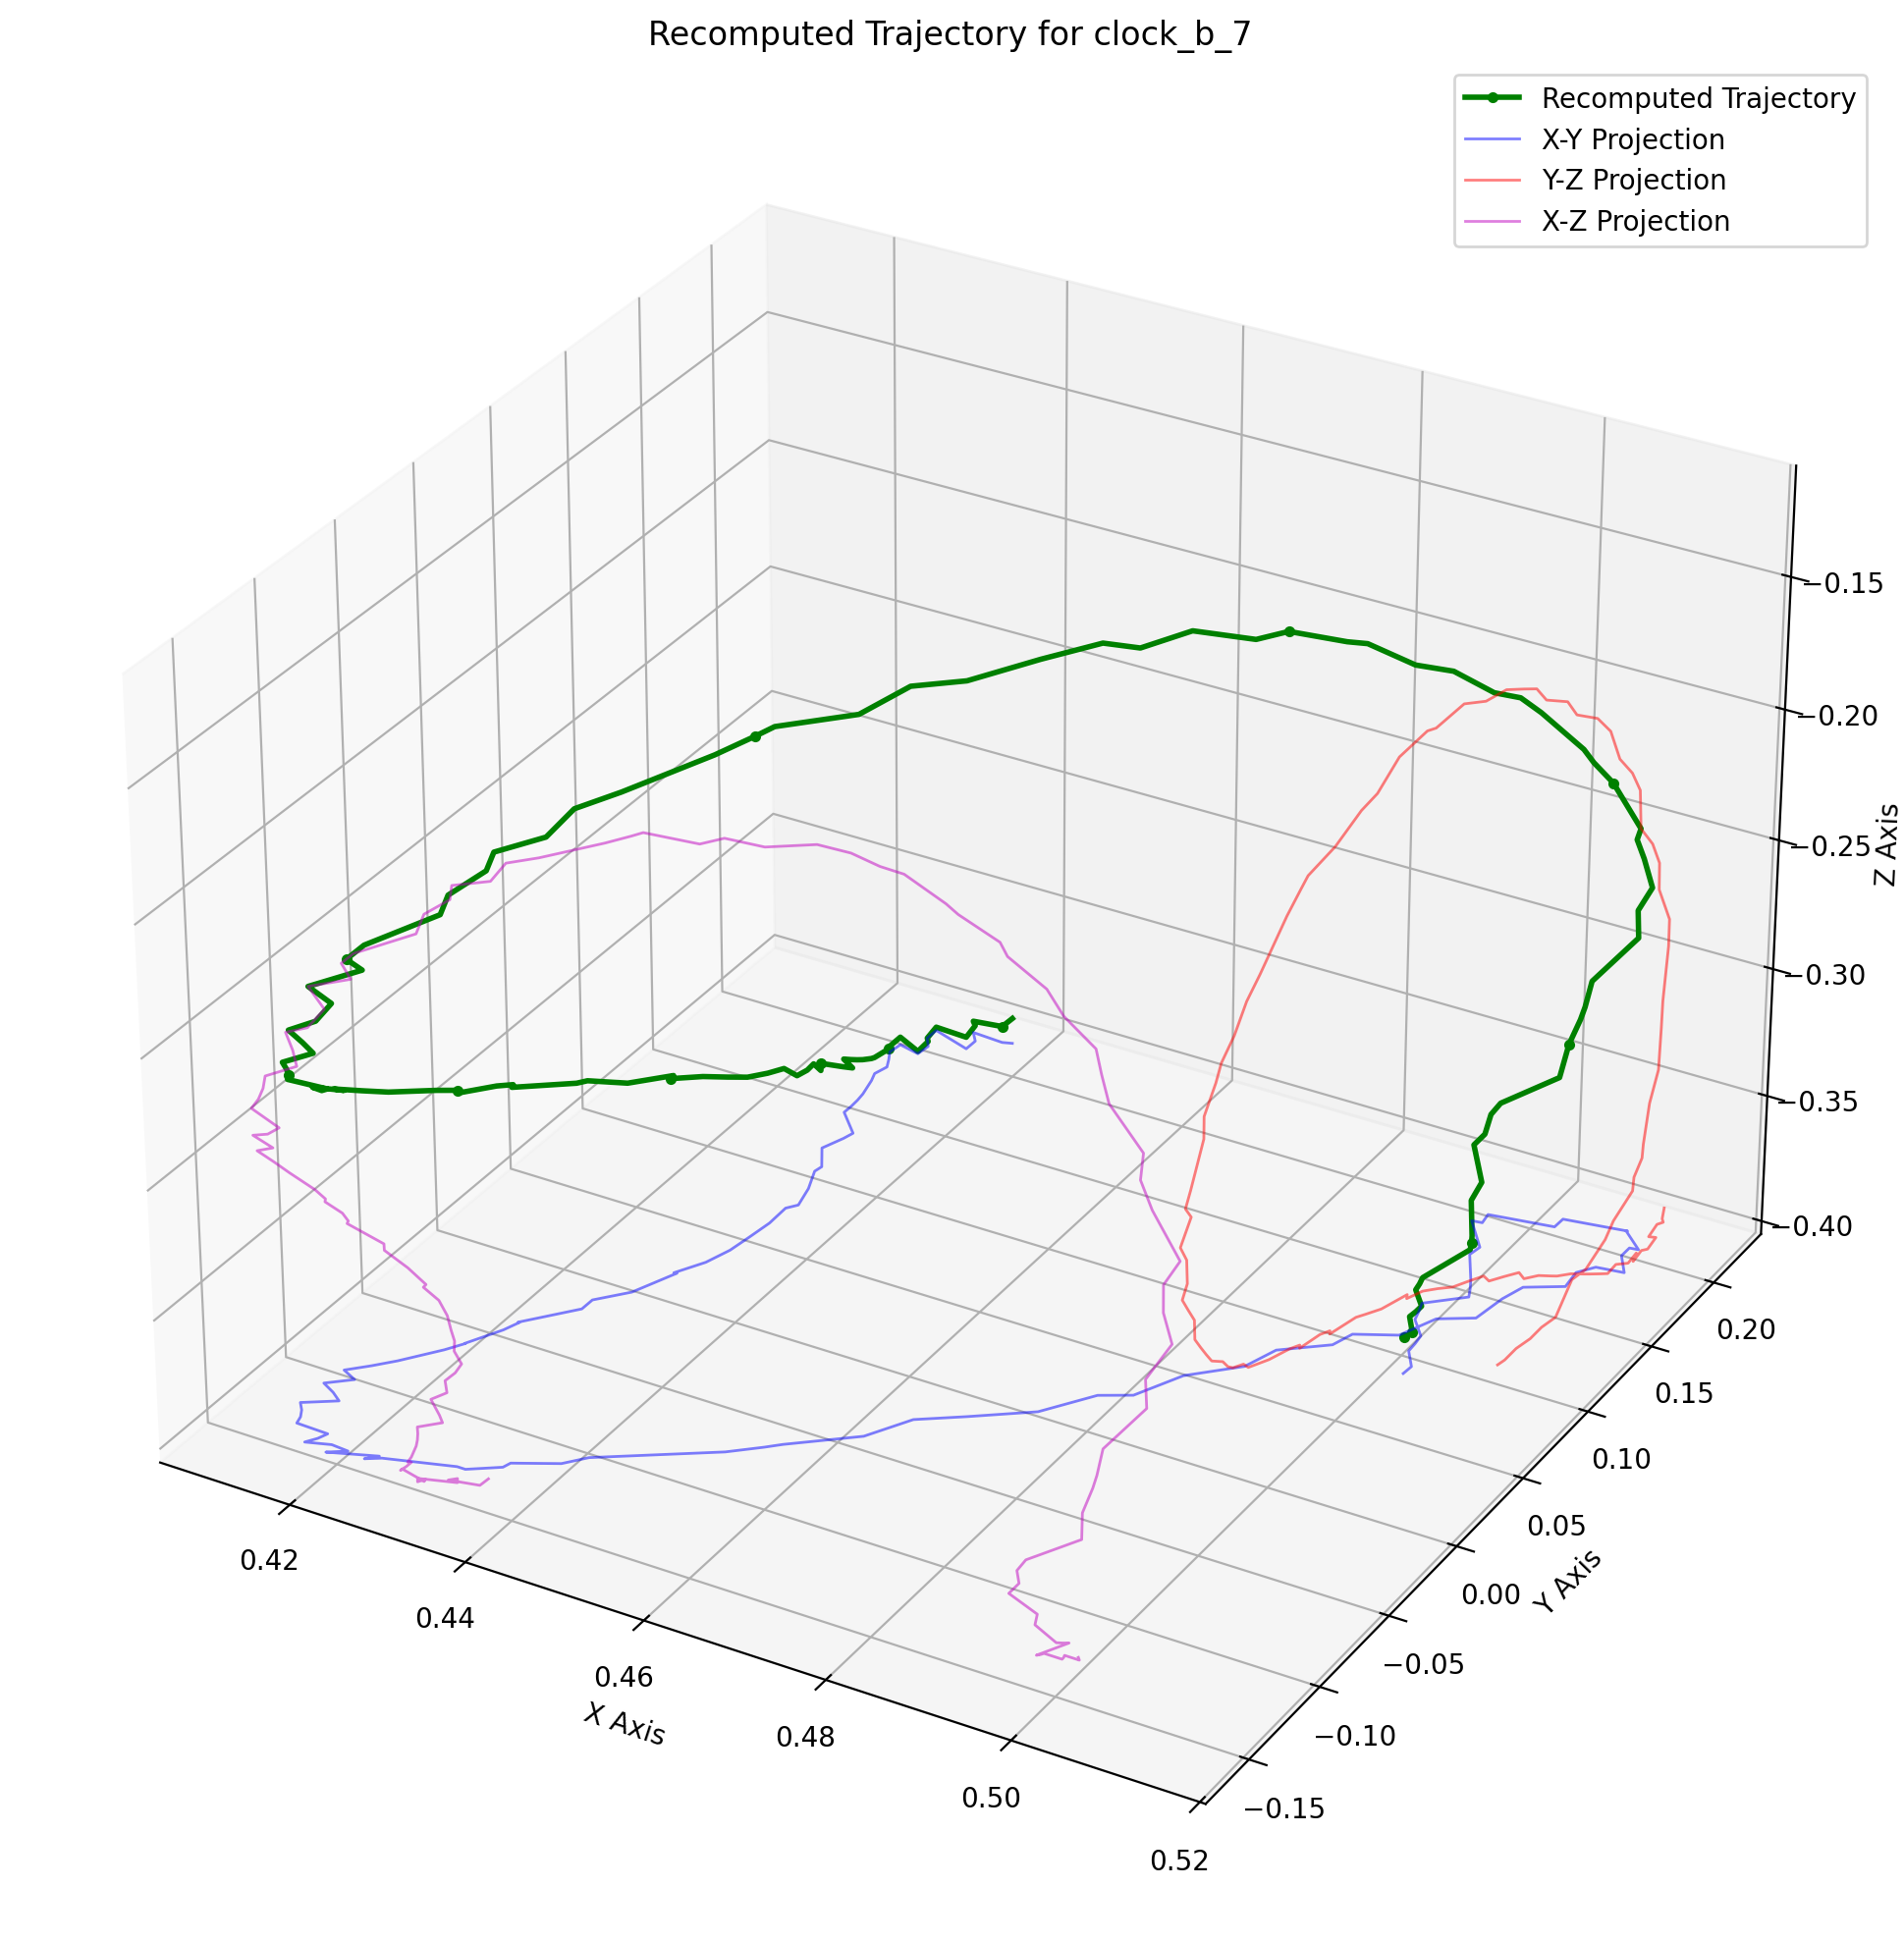 Recomputed Trajectory for clock_b_7
Recomputed Trajectory
X-Y Projection
Y-Z Projection
X-Z Projection
−0.15
−0.20
−0.25
−0.30
−0.35
−0.40
Z Axis
0.20
0.15
0.10
0.05
0.00
−0.05
−0.10
−0.15
Y Axis
0.42
0.44
0.46
0.48
0.50
0.52
X Axis